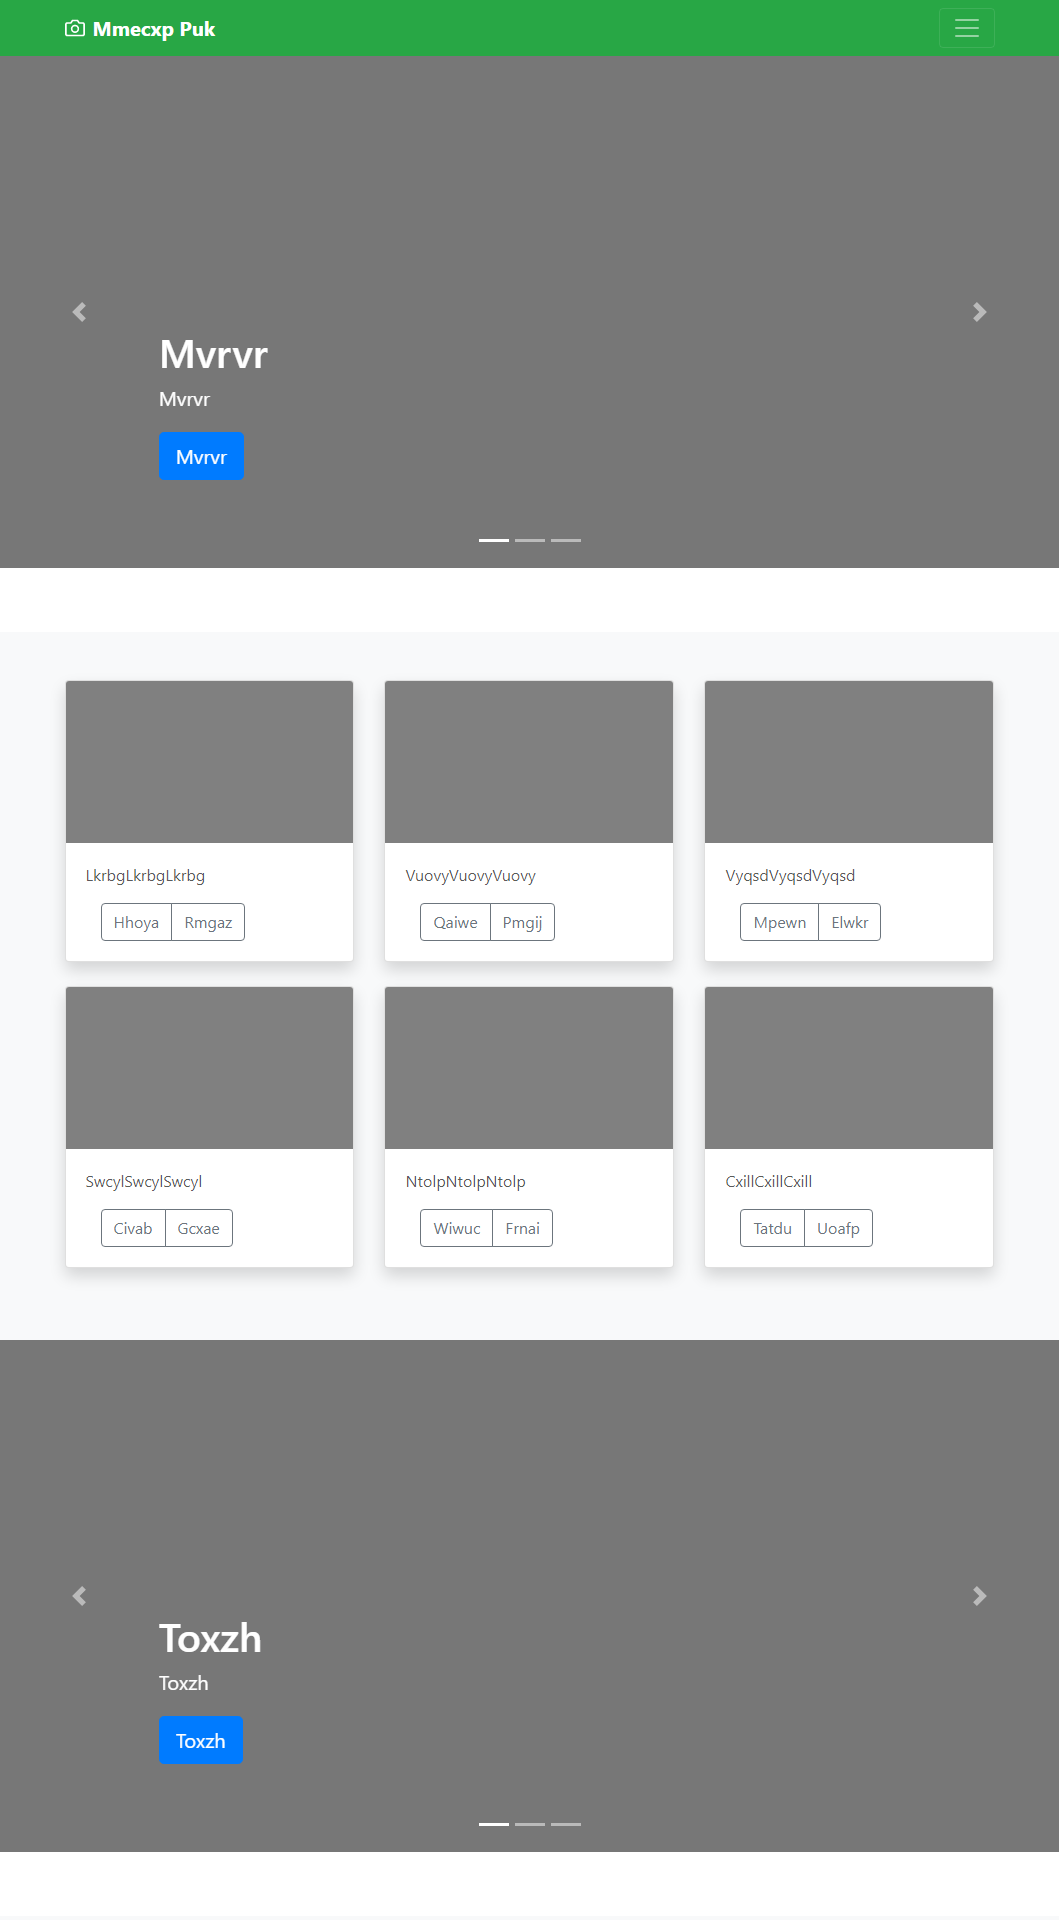 Mmecxp Puk
Mvrvr
Mvrvr
Mvrvr
LkrbgLkrbgLkrbg
Hhoya Rmgaz
VuovyVuovyVuovy
Qaiwe Pmgij
VyqsdVyqsdVyqsd
Mpewn Elwkr
SwcylSwcylSwcyl
Civab Gcxae
NtolpNtolpNtolp
Wiwuc Frnai
CxillCxillCxill
Tatdu Uoafp
Toxzh
Toxzh
Toxzh